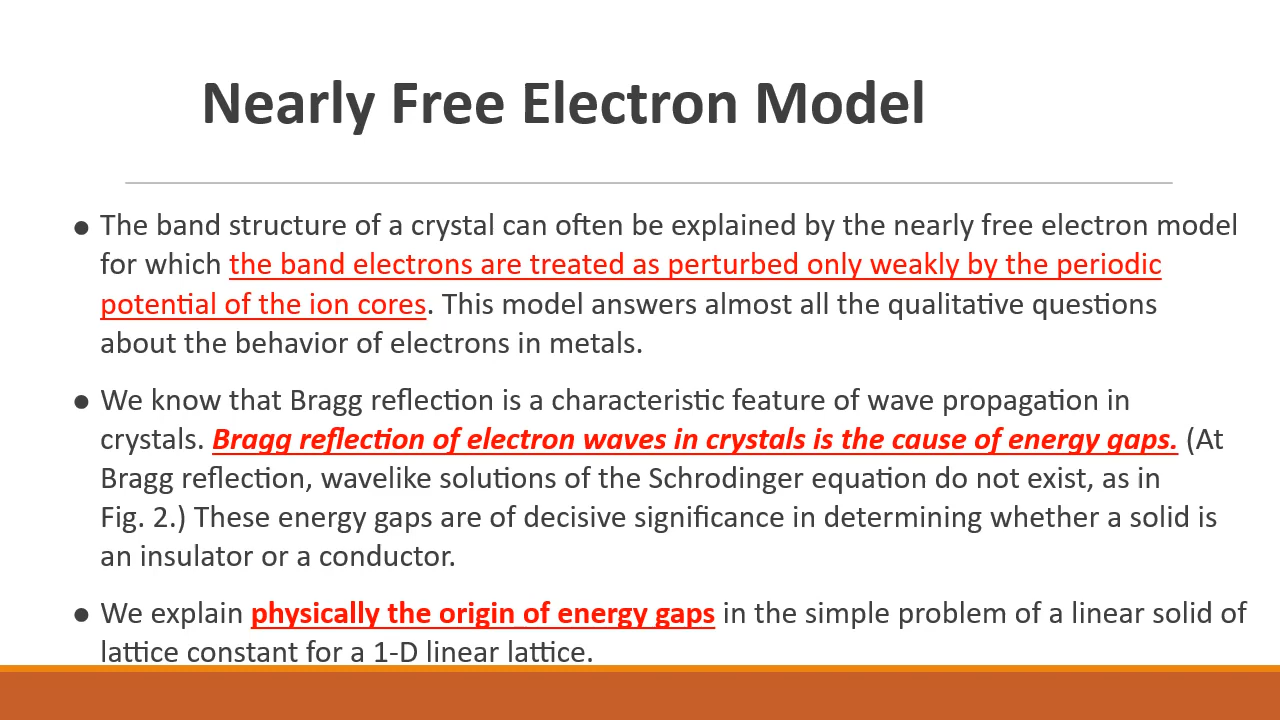 Nearly Free Electron Model
● The band structure of a crystal can often be explained by the nearly free electron model
for which the band electrons are treated as perturbed only weakly by the periodic
potential of the ion cores. This model answers almost all the qualitative questions
about the behavior of electrons in metals.
● We know that Bragg reflection is a characteristic feature of wave propagation in
crystals. Bragg reflection of electron waves in crystals is the cause of energy gaps. (At
Bragg reflection, wavelike solutions of the Schrodinger equation do not exist, as in
Fig. 2.) These energy gaps are of decisive significance in determining whether a solid is
an insulator or a conductor.
● We explain physically the origin of energy gaps in the simple problem of a linear solid of
lattice constant for a 1-D linear lattice.